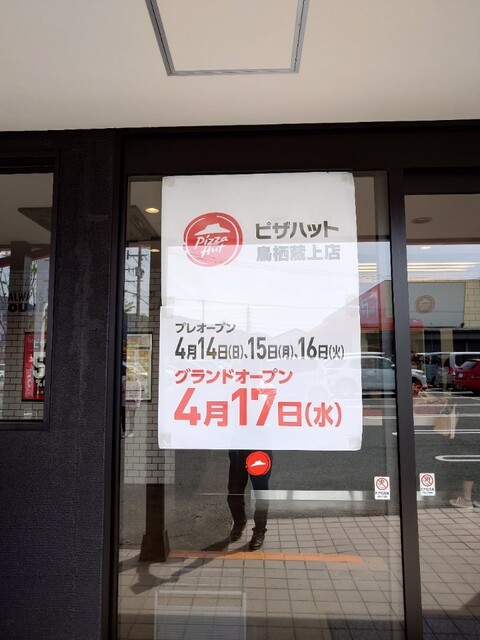 Pizza
Hut
ピザハット
鳥栖蔵上店
プレオープン
4月14日(日)、15日(月)、16日(火)
グランドオープン
4月17日(水)